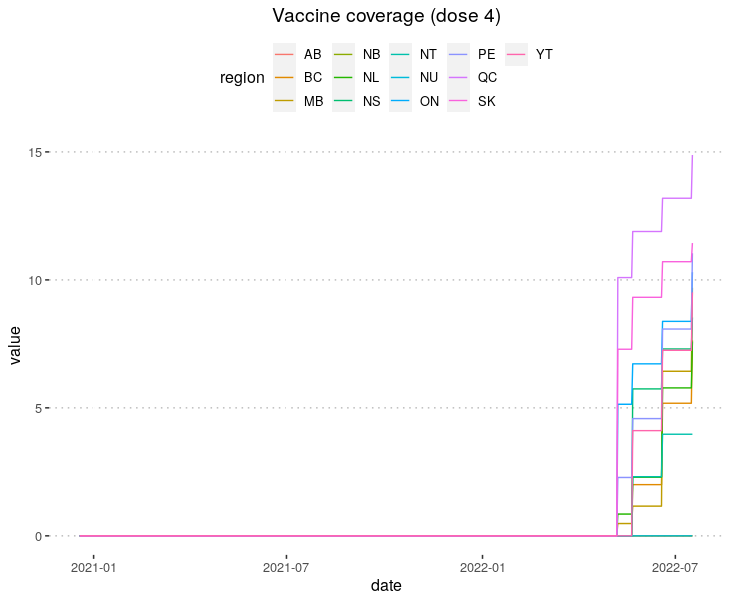 Vaccine coverage (dose 4)
region
AB NB NT PE YT
BC NL NU QC
MB NS ON SK
15
10
5
0
value
2021-01 2021-07 2022-01 2022-07
date